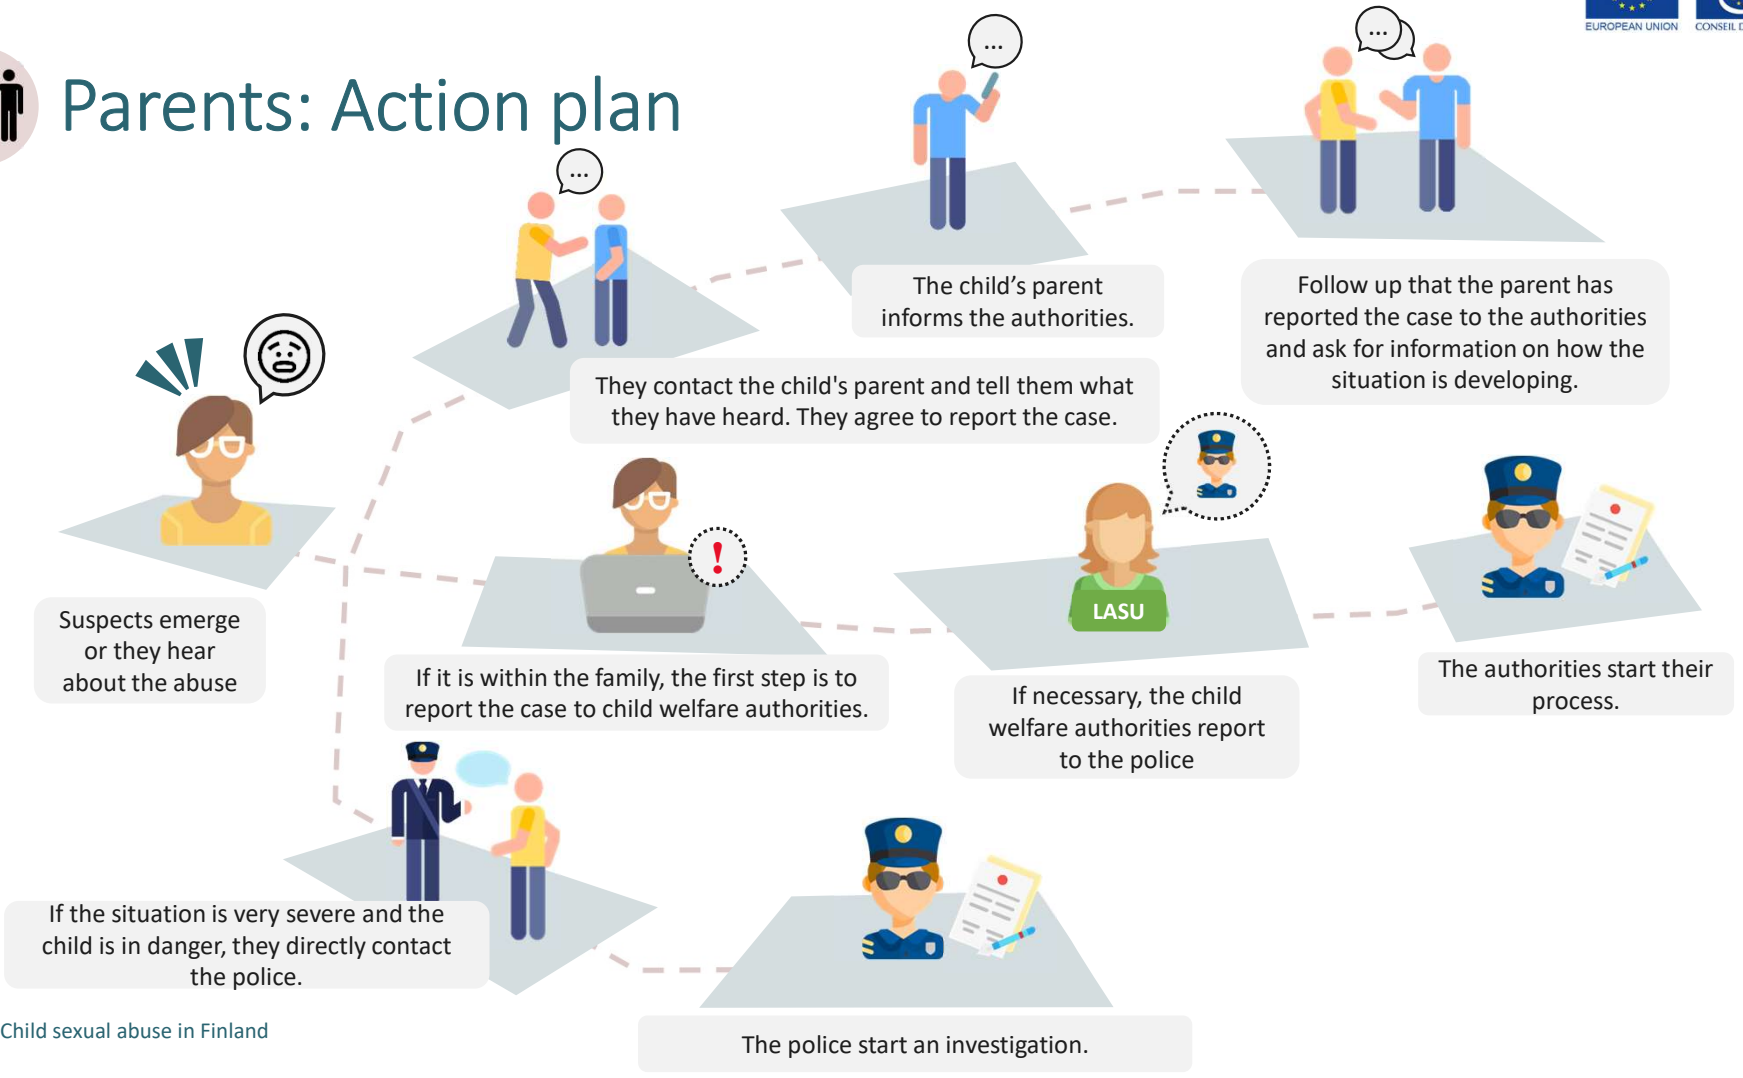 EUROPEAN UNION
CONSEIL D
Parents: Action plan
...
...
...
The child’s parent
informs the authorities.
Follow up that the parent has
reported the case to the authorities
and ask for information on how the
situation is developing.
They contact the child's parent and tell them what
they have heard. They agree to report the case.
Suspects emerge
or they hear
about the abuse
!
If it is within the family, the first step is to
report the case to child welfare authorities.
LASU
If necessary, the child
welfare authorities report
to the police
The authorities start their
process.
If the situation is very severe and the
child is in danger, they directly contact
the police.
The police start an investigation.
Child sexual abuse in Finland